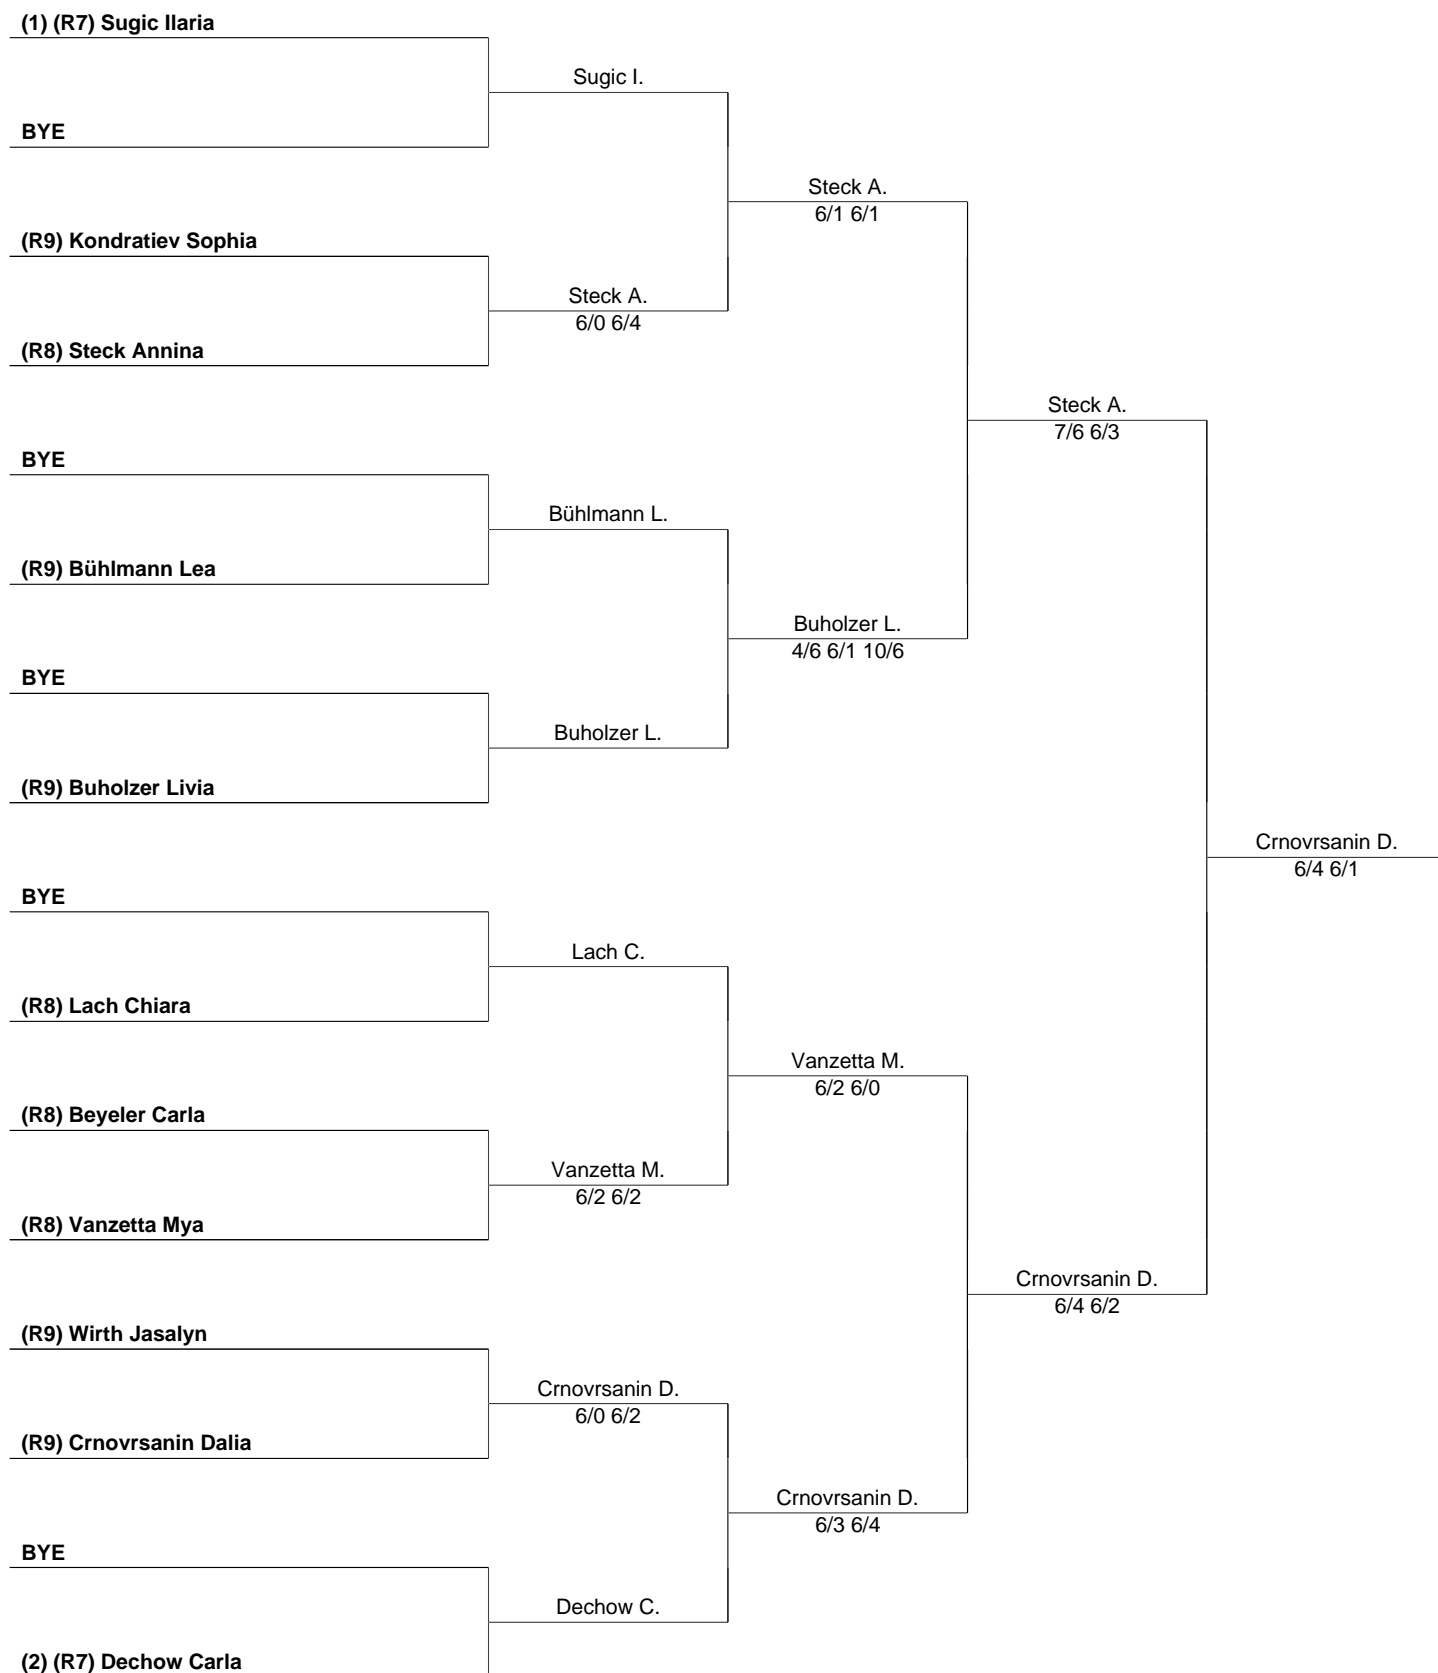 (1) (R7) Sugic Ilaria
Sugic I.
BYE
Steck A.
6/1 6/1
(R9) Kondratiev Sophia
Steck A.
6/0 6/4
(R8) Steck Annina
Steck A.
7/6 6/3
BYE
Bühlmann L.
(R9) Bühlmann Lea
Buholzer L.
4/6 6/1 10/6
BYE
Buholzer L.
(R9) Buholzer Livia
Crnovrsanin D.
6/4 6/1
BYE
Lach C.
(R8) Lach Chiara
Vanzetta M.
6/2 6/0
(R8) Beyeler Carla
Vanzetta M.
6/2 6/2
(R8) Vanzetta Mya
Crnovrsanin D.
6/4 6/2
(R9) Wirth Jasalyn
Crnovrsanin D.
6/0 6/2
(R9) Crnovrsanin Dalia
Crnovrsanin D.
6/3 6/4
BYE
Dechow C.
(2) (R7) Dechow Carla